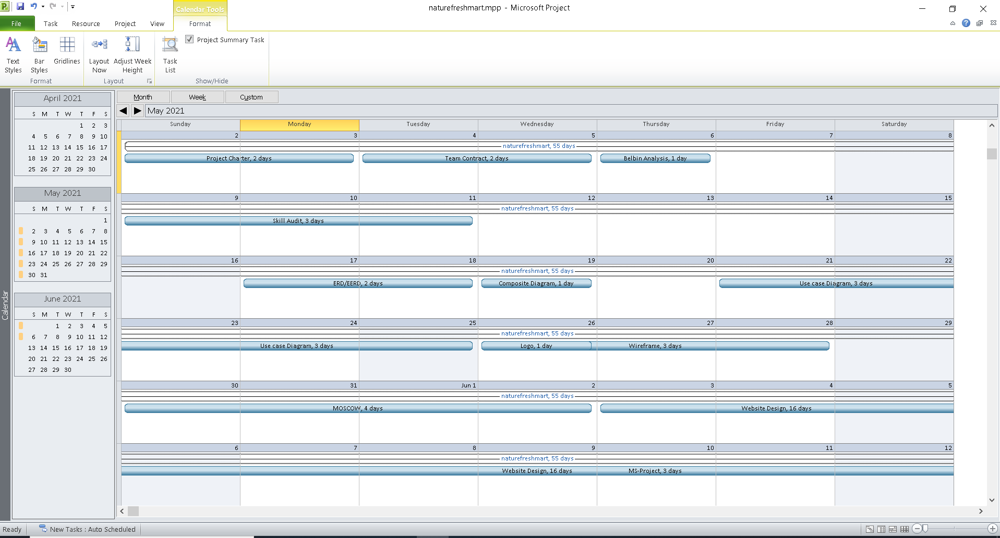 naturefreshmart.mpp - Microsoft Project
Calendar Tools
File Task Resource Project View Format
Text Styles
Bar Styles
Gridlines
Layout Now
Adjust Week Height
Task List
Project Summary Task
Format Layout Show/Hide
Calendar
April 2021
S M T W T F S
1 2 3
4 5 6 7 8 9 10
11 12 13 14 15 16 17
18 19 20 21 22 23 24
25 26 27 28 29 30
May 2021
S M T W T F S
1
2 3 4 5 6 7 8
9 10 11 12 13 14 15
16 17 18 19 20 21 22
23 24 25 26 27 28 29
30 31
June 2021
S M T W T F S
1 2 3 4 5
6 7 8 9 10 11 12
13 14 15 16 17 18 19
20 21 22 23 24 25 26
27 28 29 30
Month Week Custom
May 2021
Sunday Monday Tuesday Wednesday Thursday Friday Saturday
2 3 4 5 6 7 8
naturefreshmart, 55 days
Project Charter, 2 days Team Contract, 2 days Belbin Analysis, 1 day
9 10 11 12 13 14 15
naturefreshmart, 55 days
Skill Audit, 3 days
16 17 18 19 20 21 22
naturefreshmart, 55 days
ERD/EERD, 2 days Composite Diagram, 1 day Use case Diagram, 3 days
23 24 25 26 27 28 29
naturefreshmart, 55 days
Use case Diagram, 3 days Logo, 1 day Wireframe, 3 days
30 31 Jun 1 2 3 4 5
naturefreshmart, 55 days
MOSCOW, 4 days Website Design, 16 days
6 7 8 9 10 11 12
naturefreshmart, 55 days
Website Design, 16 days MS-Project, 3 days
Ready New Tasks : Auto Scheduled